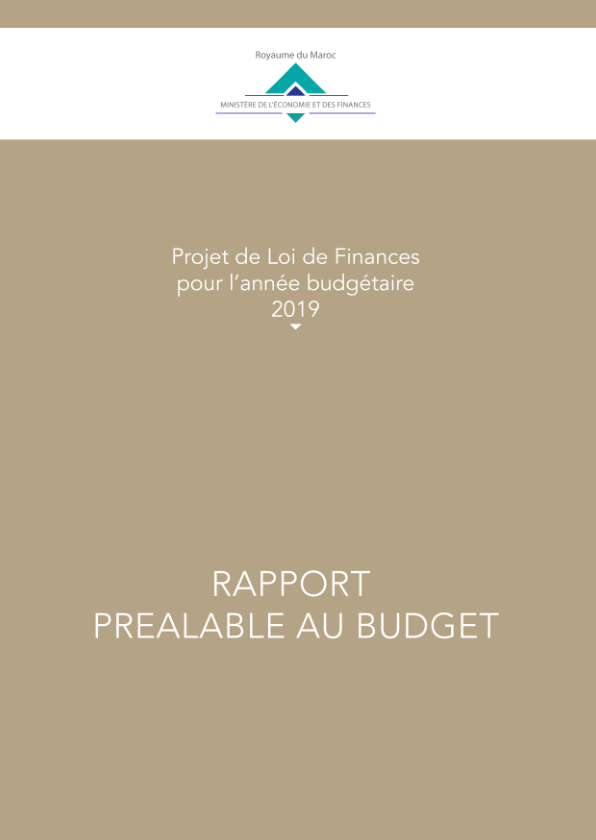 Royaume du Maroc
MINISTÈRE DE L'ÉCONOMIE ET DES FINANCES
Projet de Loi de Finances
pour l'année budgétaire
2019
RAPPORT
PREALABLE AU BUDGET